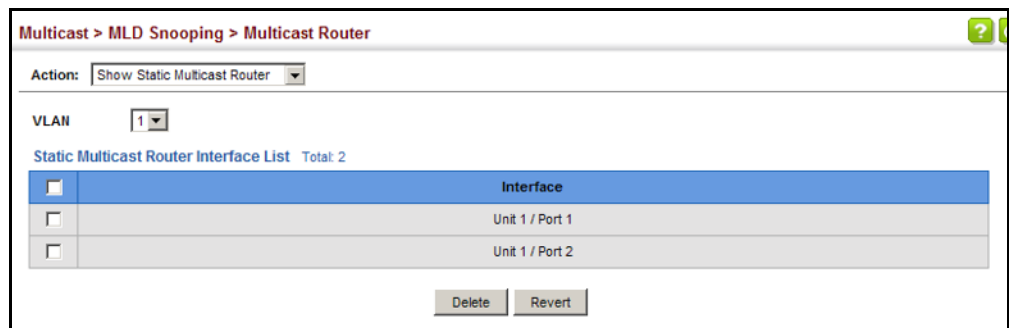 Multicast > MLD Snooping > Multicast Router
?
Action: Show Static Multicast Router
VLAN 1
Static Multicast Router Interface List Total: 2
Interface
Unit 1 / Port 1
Unit 1 / Port 2
Delete Revert